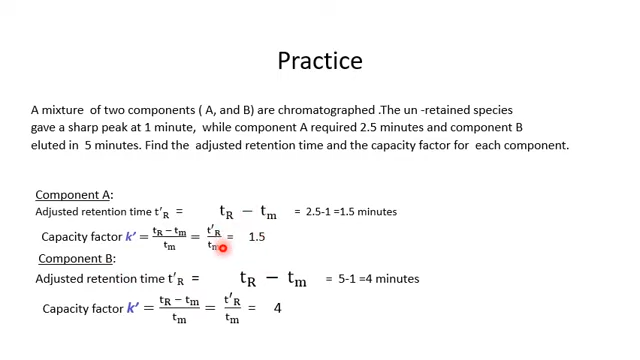 Practice
A mixture of two components ( A, and B) are chromatographed .The un -retained species
gave a sharp peak at 1 minute, while component A required 2.5 minutes and component B
eluted in 5 minutes. Find the adjusted retention time and the capacity factor for each component.
Component A:
Adjusted retention time t′R = tR − tm = 2.5-1 =1.5 minutes
Capacity factor k′ = (tR − tm)/tm = t′R/tm = 1.5
Component B:
Adjusted retention time t′R = tR − tm = 5-1 =4 minutes
Capacity factor k′ = (tR − tm)/tm = t′R/tm = 4